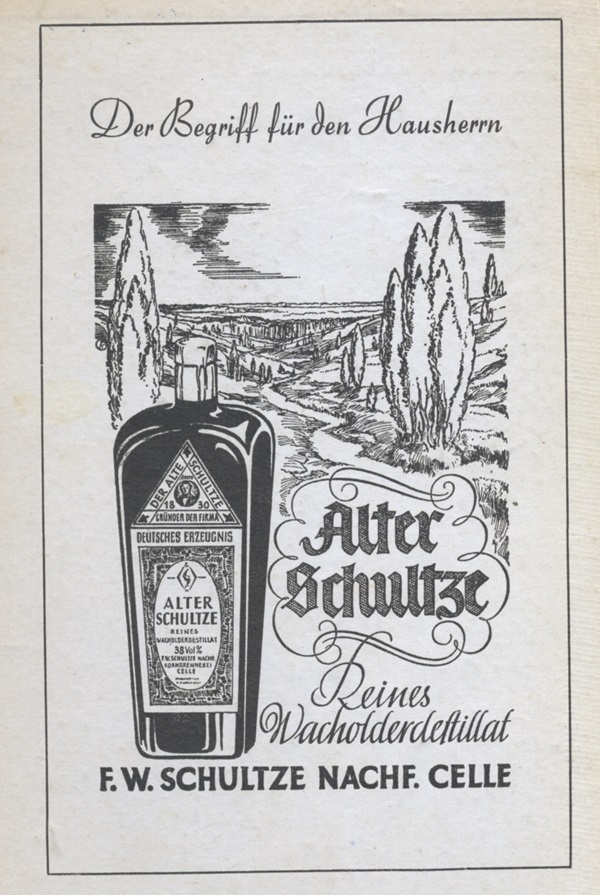 Der Begriff für den Hausherrn
DER ALTE SCHULTZE
18 30
GRÜNDER DER FIRMA
DEUTSCHES ERZEUGNIS
ALTER
SCHULTZE
REINES
WACHOLDERDESTILLAT
38 Vol %
F.W. SCHULTZE NACHF.
KORNBRENNEREI
CELLE
Alter
Schultze
Reines
Wacholderdestillat
F. W. SCHULTZE NACHF. CELLE